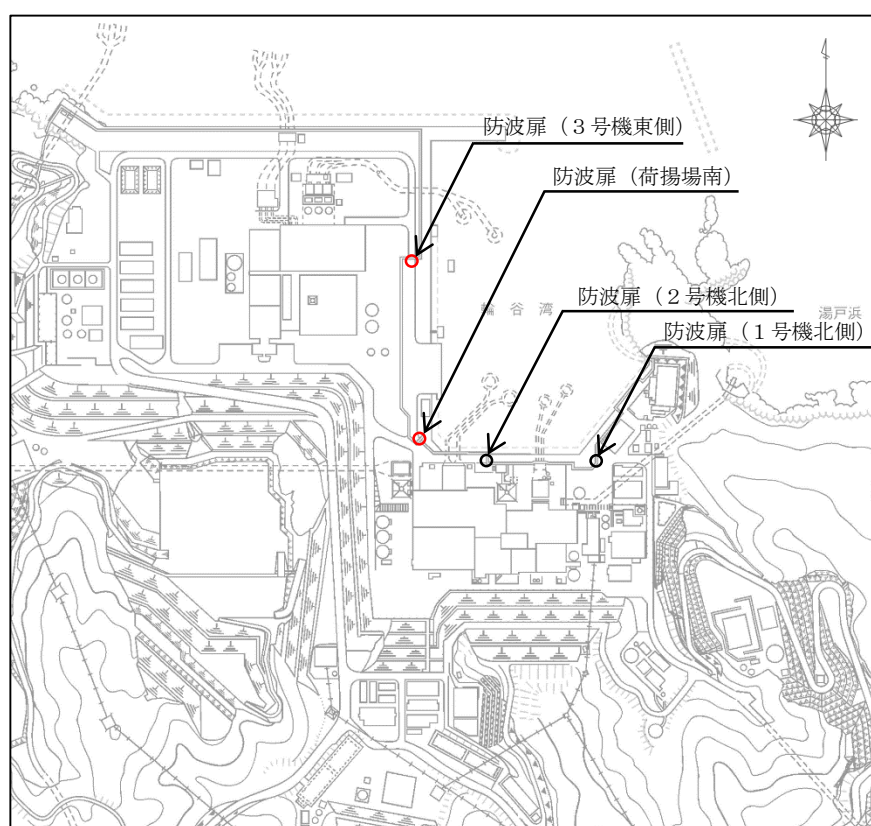 防波扉（３号機東側）
防波扉（荷揚場南）
防波扉（２号機北側）
輪谷湾
湯戸浜
防波扉（１号機北側）